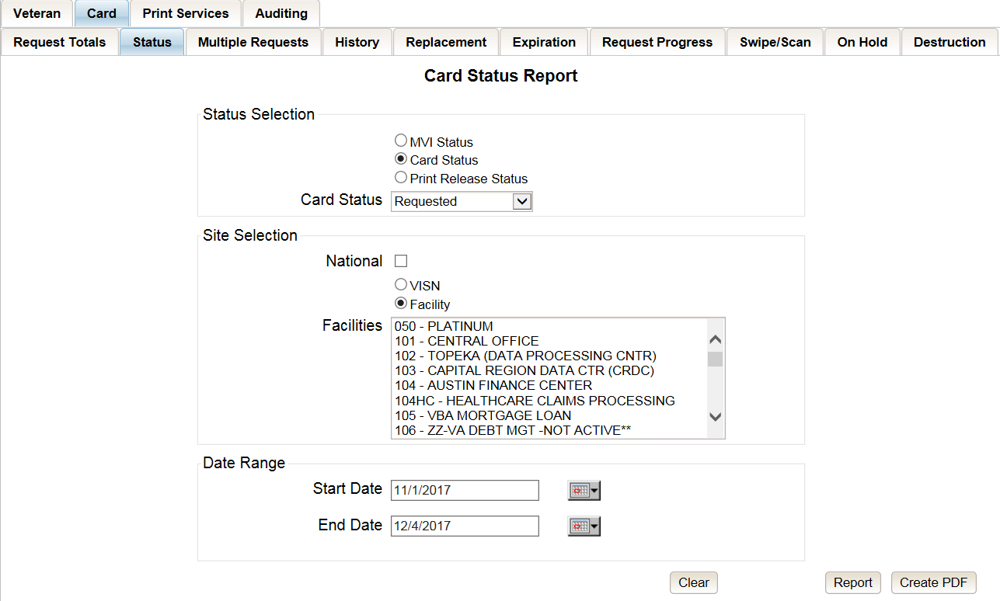 Veteran Card Print Services Auditing
Request Totals Status Multiple Requests History Replacement Expiration Request Progress Swipe/Scan On Hold Destruction
Card Status Report
Status Selection
MVI Status
Card Status
Print Release Status
Card Status Requested
Site Selection
National
VISN
Facility
Facilities 050 - PLATINUM
101 - CENTRAL OFFICE
102 - TOPEKA (DATA PROCESSING CNTR)
103 - CAPITAL REGION DATA CTR (CRDC)
104 - AUSTIN FINANCE CENTER
104HC - HEALTHCARE CLAIMS PROCESSING
105 - VBA MORTGAGE LOAN
106 - ZZ-VA DEBT MGT -NOT ACTIVE**
Date Range
Start Date 11/1/2017
End Date 12/4/2017
Clear Report Create PDF